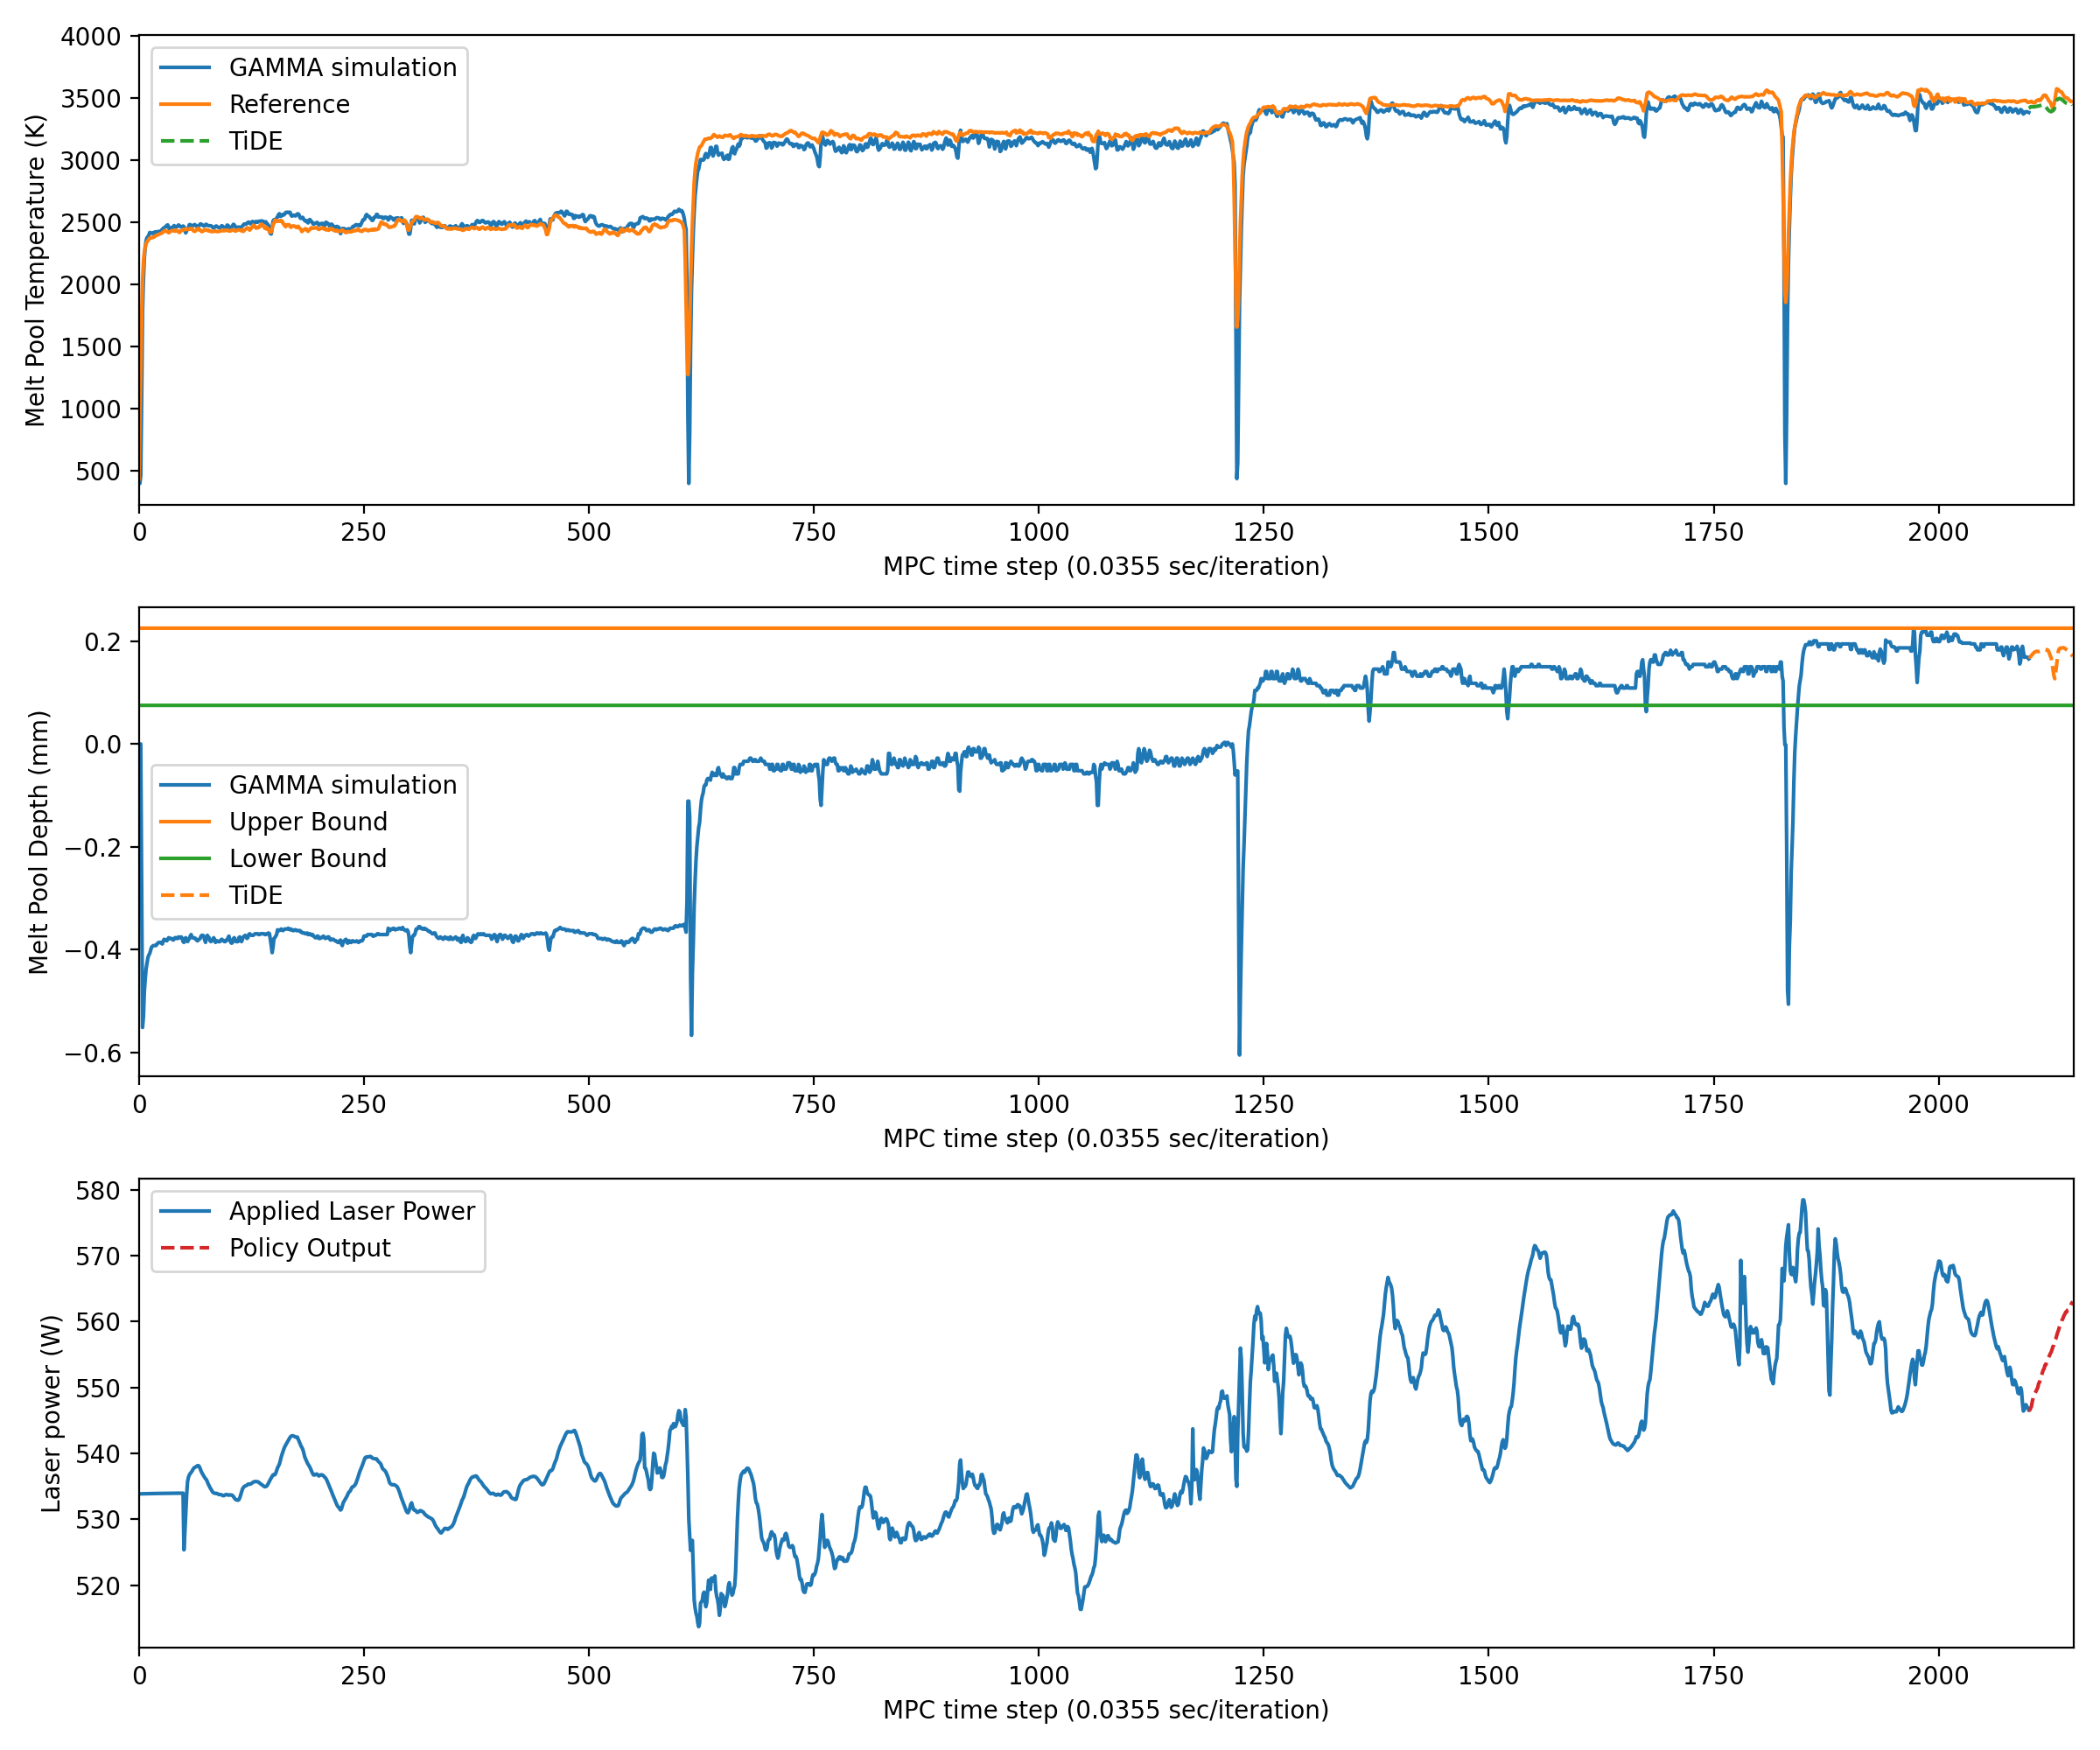 4000
3500
3000
2500
2000
1500
1000
500
Melt Pool Temperature (K)
GAMMA simulation
Reference
TiDE
0 250 500 750 1000 1250 1500 1750 2000
MPC time step (0.0355 sec/iteration)
0.2
0.0
−0.2
−0.4
−0.6
Melt Pool Depth (mm)
GAMMA simulation
Upper Bound
Lower Bound
TiDE
0 250 500 750 1000 1250 1500 1750 2000
MPC time step (0.0355 sec/iteration)
580
570
560
550
540
530
520
Laser power (W)
Applied Laser Power
Policy Output
0 250 500 750 1000 1250 1500 1750 2000
MPC time step (0.0355 sec/iteration)